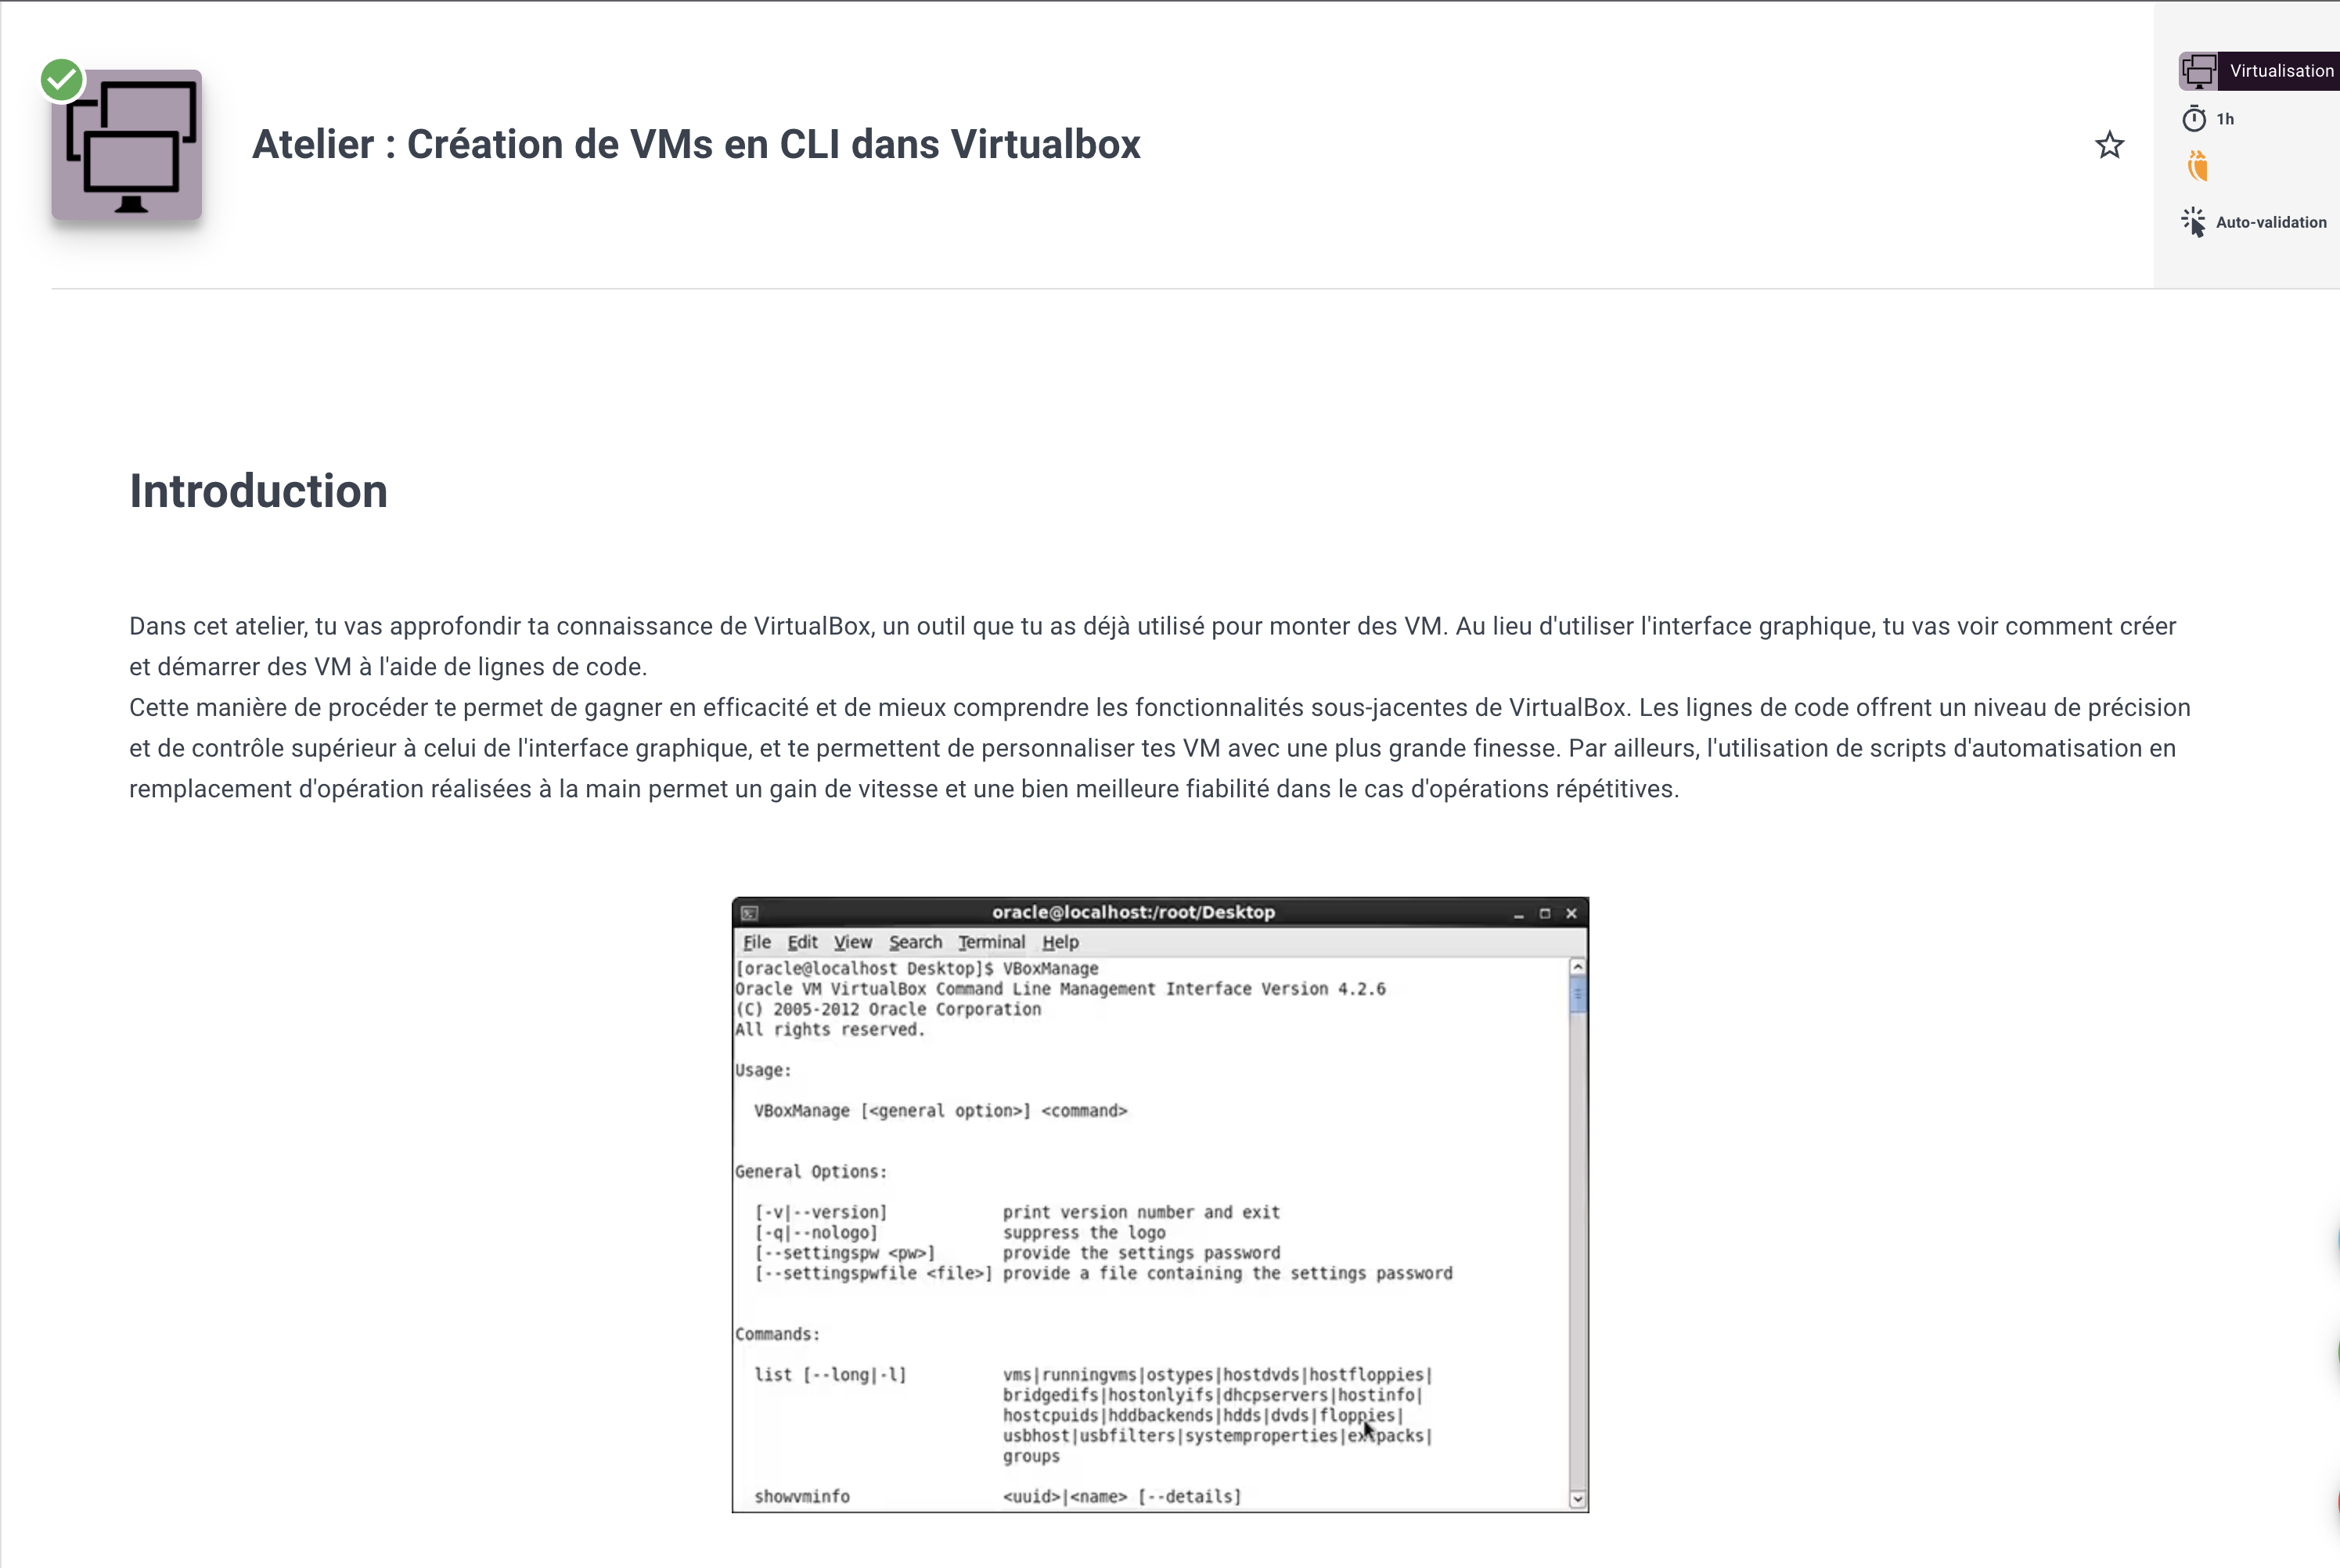 Atelier : Création de VMs en CLI dans Virtualbox
Virtualisation
1h
Auto-validation
Introduction
Dans cet atelier, tu vas approfondir ta connaissance de VirtualBox, un outil que tu as déjà utilisé pour monter des VM. Au lieu d'utiliser l'interface graphique, tu vas voir comment créer
et démarrer des VM à l'aide de lignes de code.
Cette manière de procéder te permet de gagner en efficacité et de mieux comprendre les fonctionnalités sous-jacentes de VirtualBox. Les lignes de code offrent un niveau de précision
et de contrôle supérieur à celui de l'interface graphique, et te permettent de personnaliser tes VM avec une plus grande finesse. Par ailleurs, l'utilisation de scripts d'automatisation en
remplacement d'opération réalisées à la main permet un gain de vitesse et une bien meilleure fiabilité dans le cas d'opérations répétitives.
oracle@localhost:/root/Desktop
File Edit View Search Terminal Help
[oracle@localhost Desktop]$ VBoxManage
Oracle VM VirtualBox Command Line Management Interface Version 4.2.6
(C) 2005-2012 Oracle Corporation
All rights reserved.
Usage:
VBoxManage [<general option>] <command>
General Options:
[-v|--version] print version number and exit
[-q|--nologo] suppress the logo
[--settingspw <pw>] provide the settings password
[--settingspwfile <file>] provide a file containing the settings password
Commands:
list [--long|-l] vms|runningvms|ostypes|hostdvds|hostfloppies|
bridgedifs|hostonlyifs|dhcpservers|hostinfo|
hostcpuids|hddbackends|hdds|dvds|floppies|
usbhost|usbfilters|systemproperties|extpacks|
groups
showvminfo <uuid>|<name> [--details]